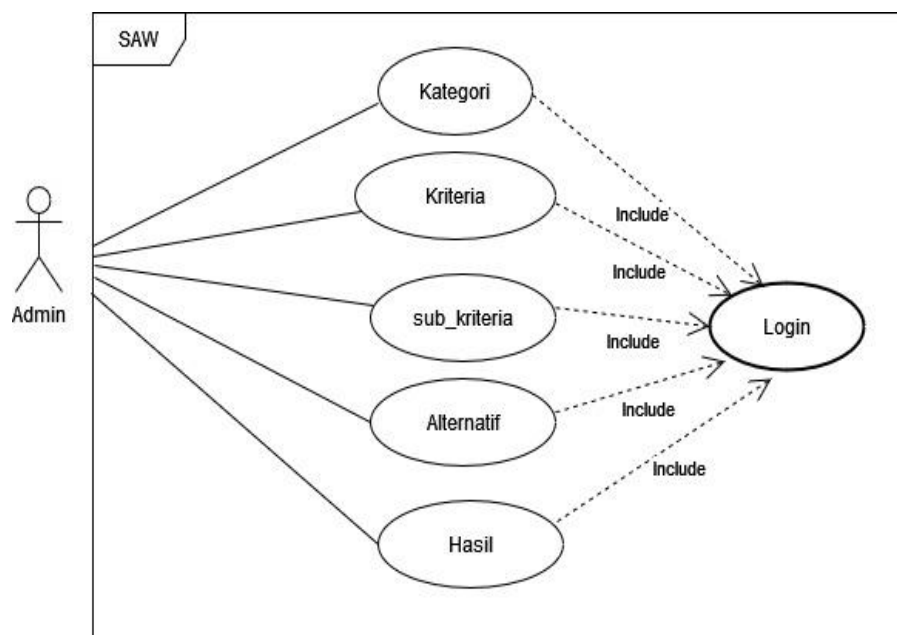 SAW
Kategori
Kriteria
Include
Include
Admin
sub_kriteria
Login
Include
Alternatif
Include
Include
Hasil